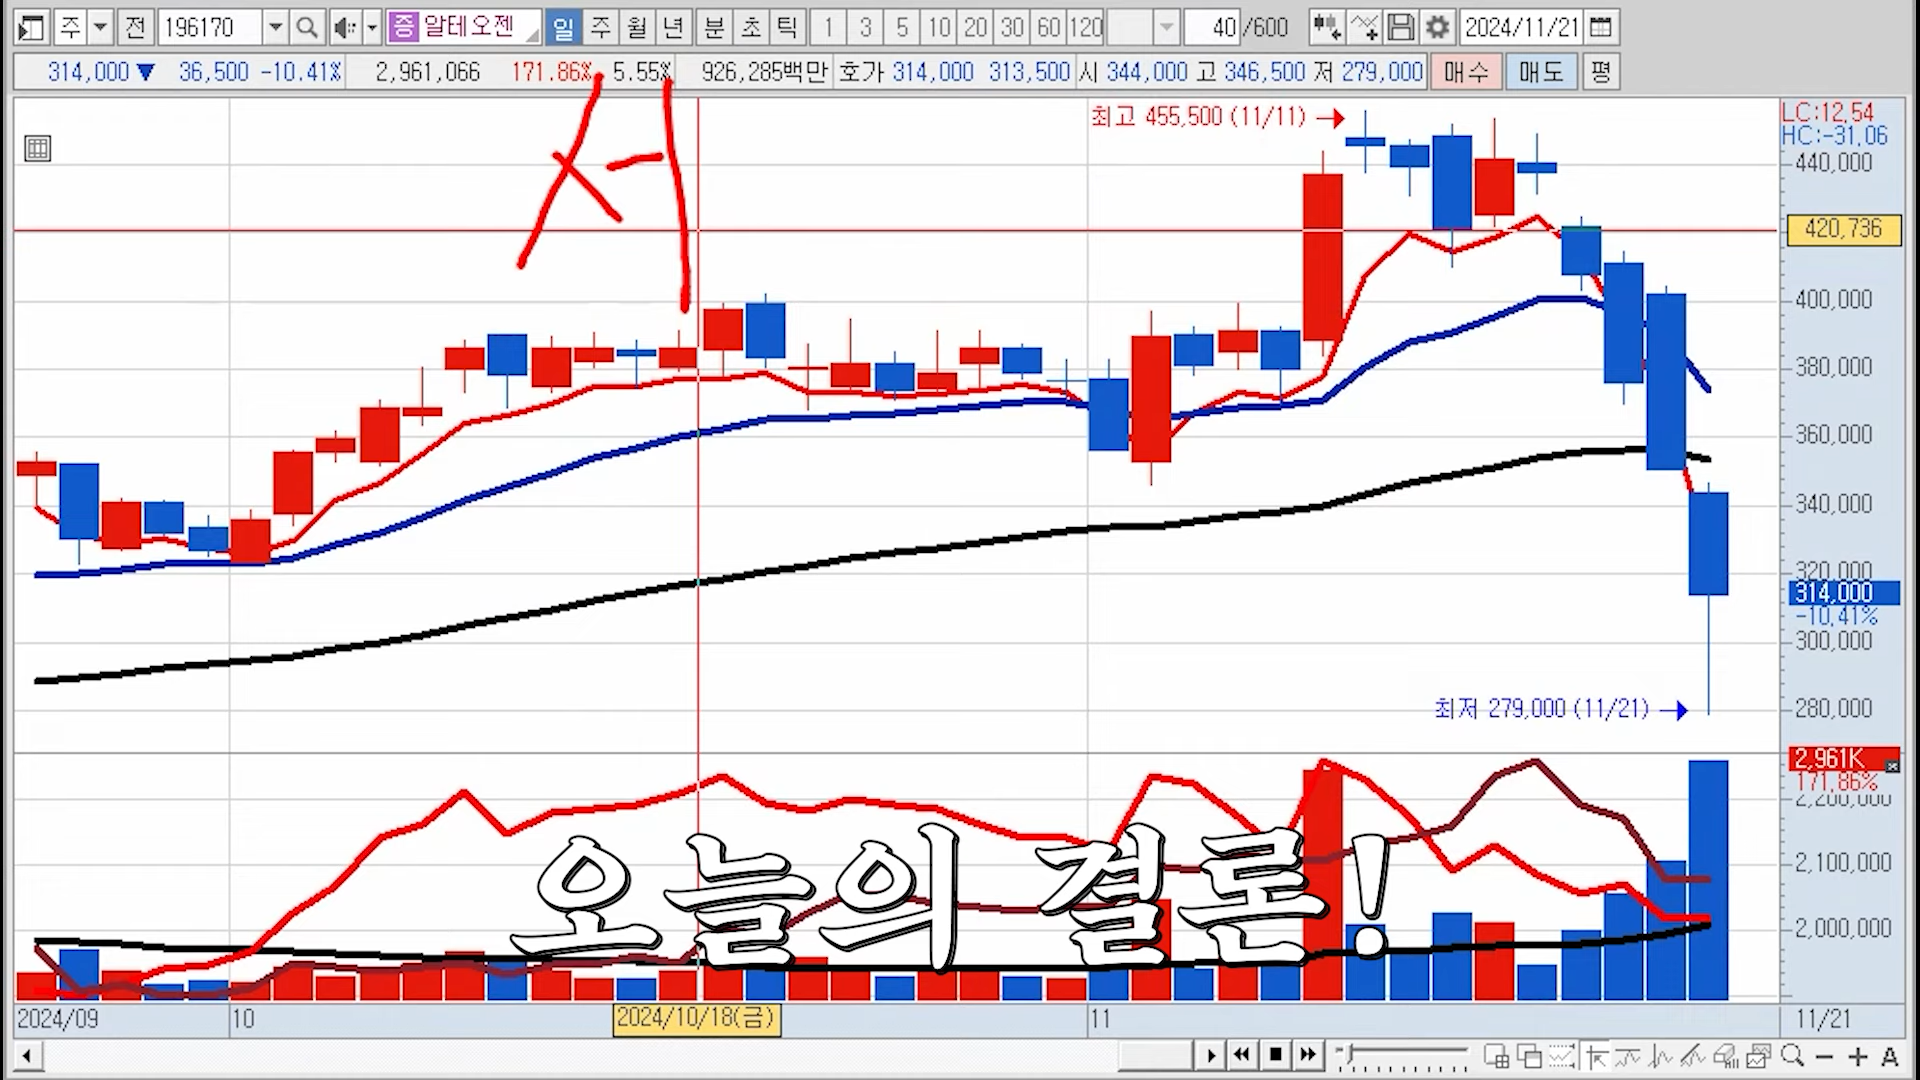 주 전 196170 증 알테오젠 일 주 월 년 분 초 틱 1 3 5 10 20 30 60 120 40 /600 2024/11/21
314,000 ▼ 36,500 -10.41% 2,961,066 171.86% 5.55% 926,285백만 호가 314,000 313,500 시 344,000 고 346,500 저 279,000 매수 매도 평
저
최고 455,500 (11/11)
LC:12.54
HC:-31.06
440,000
420,736
400,000
380,000
360,000
340,000
320,000
314,000
-10.41%
300,000
최저 279,000 (11/21)
280,000
2,961K
171.86%
2,200,000
2,100,000
2,000,000
오늘의 결론!
2024/09 10 2024/10/18(금) 11 11/21
A